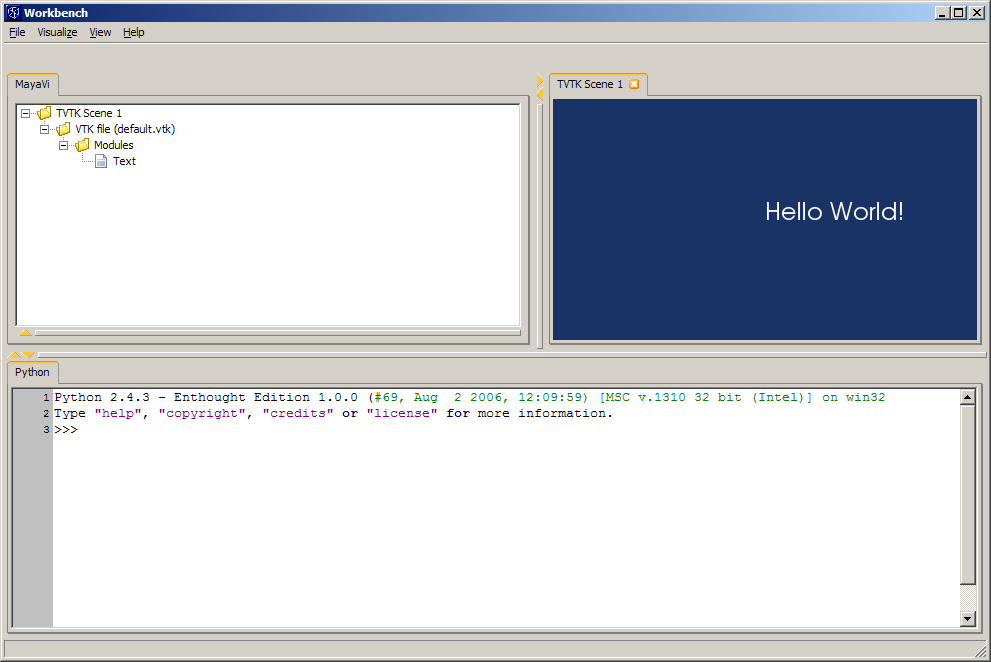 Workbench
File Visualize View Help
MayaVi
TVTK Scene 1
VTK file (default.vtk)
Modules
Text
TVTK Scene 1
Hello World!
Python
1 Python 2.4.3 - Enthought Edition 1.0.0 (#69, Aug  2 2006, 12:09:59) [MSC v.1310 32 bit (Intel)] on win32
2 Type "help", "copyright", "credits" or "license" for more information.
3 >>>